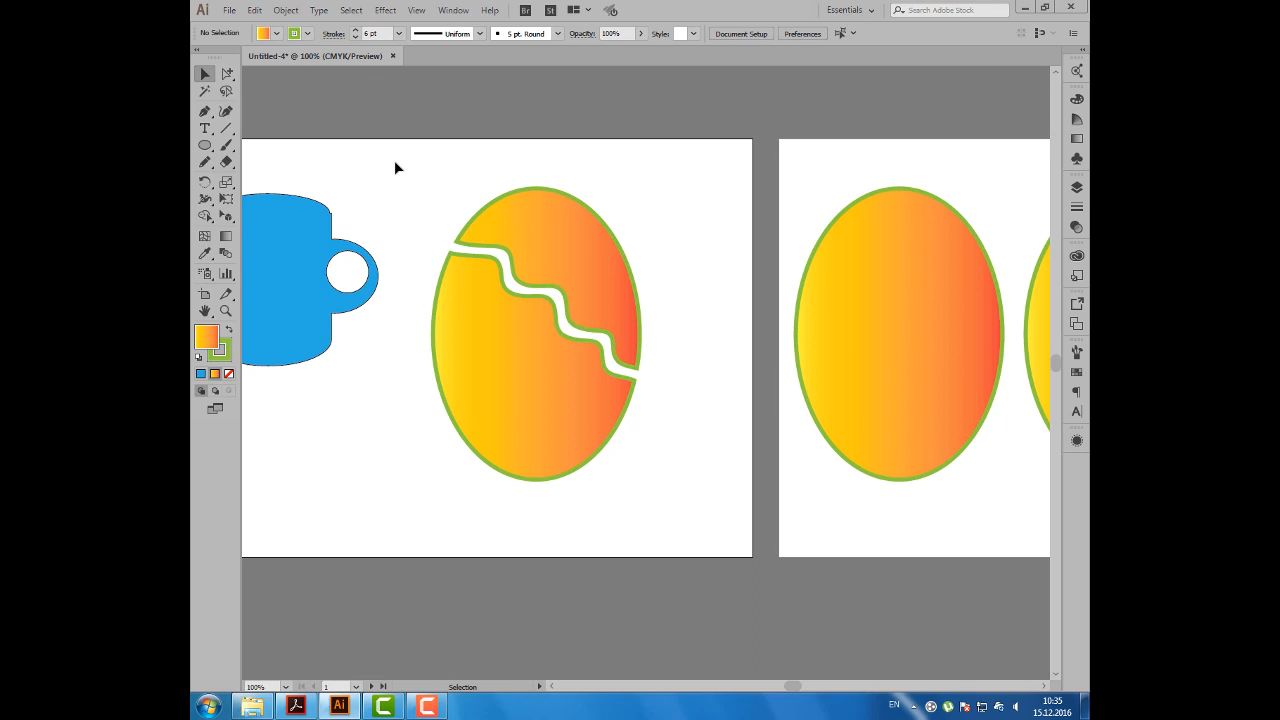 Ai File Edit Object Type Select Effect View Window Help Br St Essentials Search Adobe Stock
No Selection Stroke: 6 pt Uniform 5 pt. Round Opacity: 100% Style: Document Setup Preferences
Untitled-4* @ 100% (CMYK/Preview) ×
100% 1 Selection
Ai EN 10:35
15.12.2016